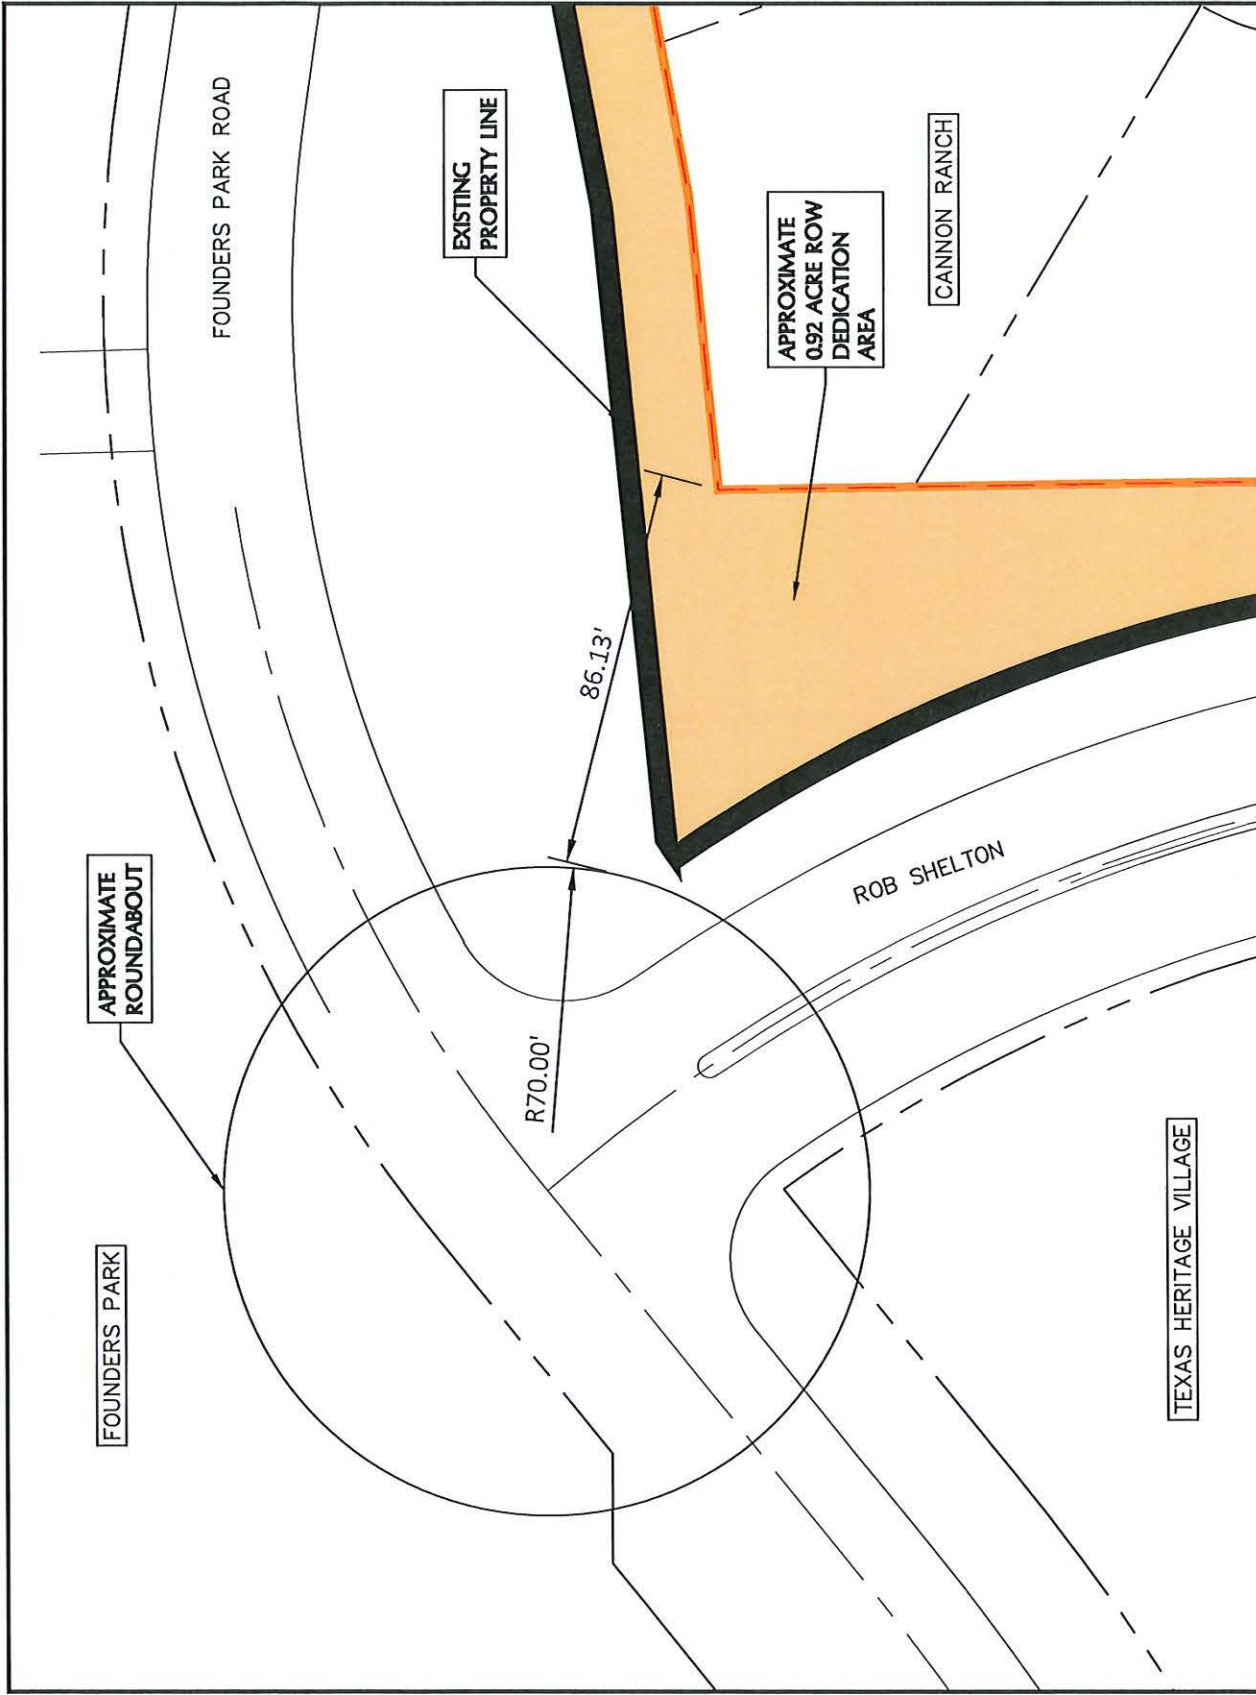 FOUNDERS PARK
APPROXIMATE
ROUNDABOUT
FOUNDERS PARK ROAD
EXISTING
PROPERTY LINE
86.13'
R70.00'
APPROXIMATE
0.92 ACRE ROW
DEDICATION
AREA
CANNON RANCH
ROB SHELTON
TEXAS HERITAGE VILLAGE